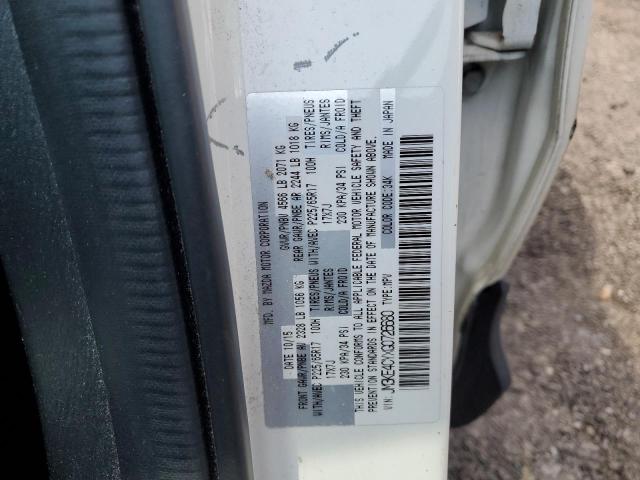 MFD. BY MAZDA MOTOR CORPORATION
DATE 10/15 GVWR/PNBV 4566 LB 2071 KG
FRONT GAWR/PNBE AV 2328 LB 1056 KG REAR GAWR/PNBE AR 2244 LB 1018 KG
WITH/AVEC P225/65R17 100H TIRES/PNEUS WITH/AVEC P225/65R17 100H TIRES/PNEUS
17X7J RIMS/JANTES 17X7J RIMS/JANTES
230 KPA/34 PSI COLD/A FROID 230 KPA/34 PSI COLD/A FROID
THIS VEHICLE CONFORMS TO ALL APPLICABLE FEDERAL MOTOR VEHICLE SAFETY AND THEFT
PREVENTION STANDARDS IN EFFECT ON THE DATE OF MANUFACTURE SHOWN ABOVE.
VIN: JM3KE4CYXG0726680 TYPE:MPV COLOR CODE:34K MADE IN JAPAN